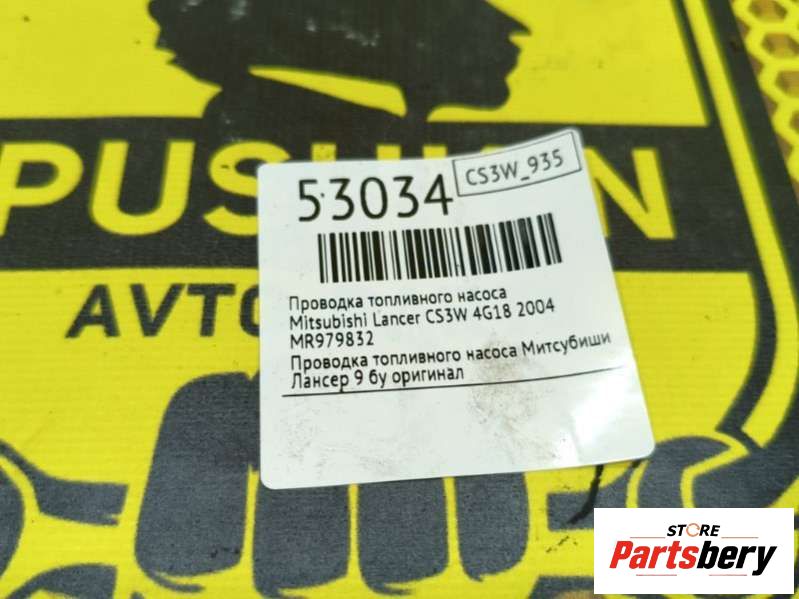 PUSH
AVTO
53034
CS3W_935
Проводка топливного насоса
Mitsubishi Lancer CS3W 4G18 2004
MR979832
Проводка топливного насоса Митсубиши
Лансер 9 бу оригинал
STORE
Partsbery